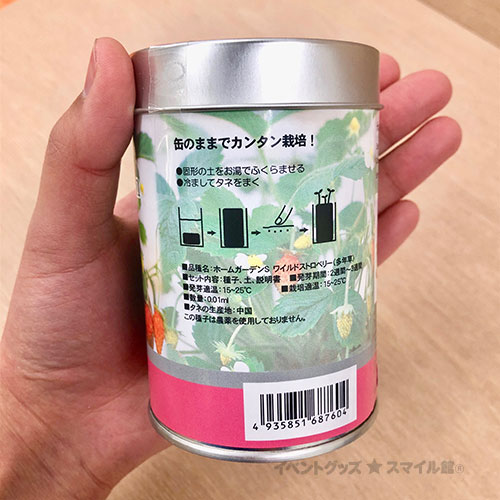 缶のままでカンタン栽培！
●固形の土をお湯でふくらませる
●冷ましてタネをまく
■品種名：ホームガーデンS ワイルドストロベリー（多年草）
■セット内容：種子、土、説明書 ■発芽期間：2週間〜3週間
■発芽適温：15~25℃ ■栽培適温：15~25℃
■数量：0.01ml
■タネの生産地：中国
この種子は農薬を使用しておりません。
4 935851 687604
イベントグッズ ★ スマイル館®